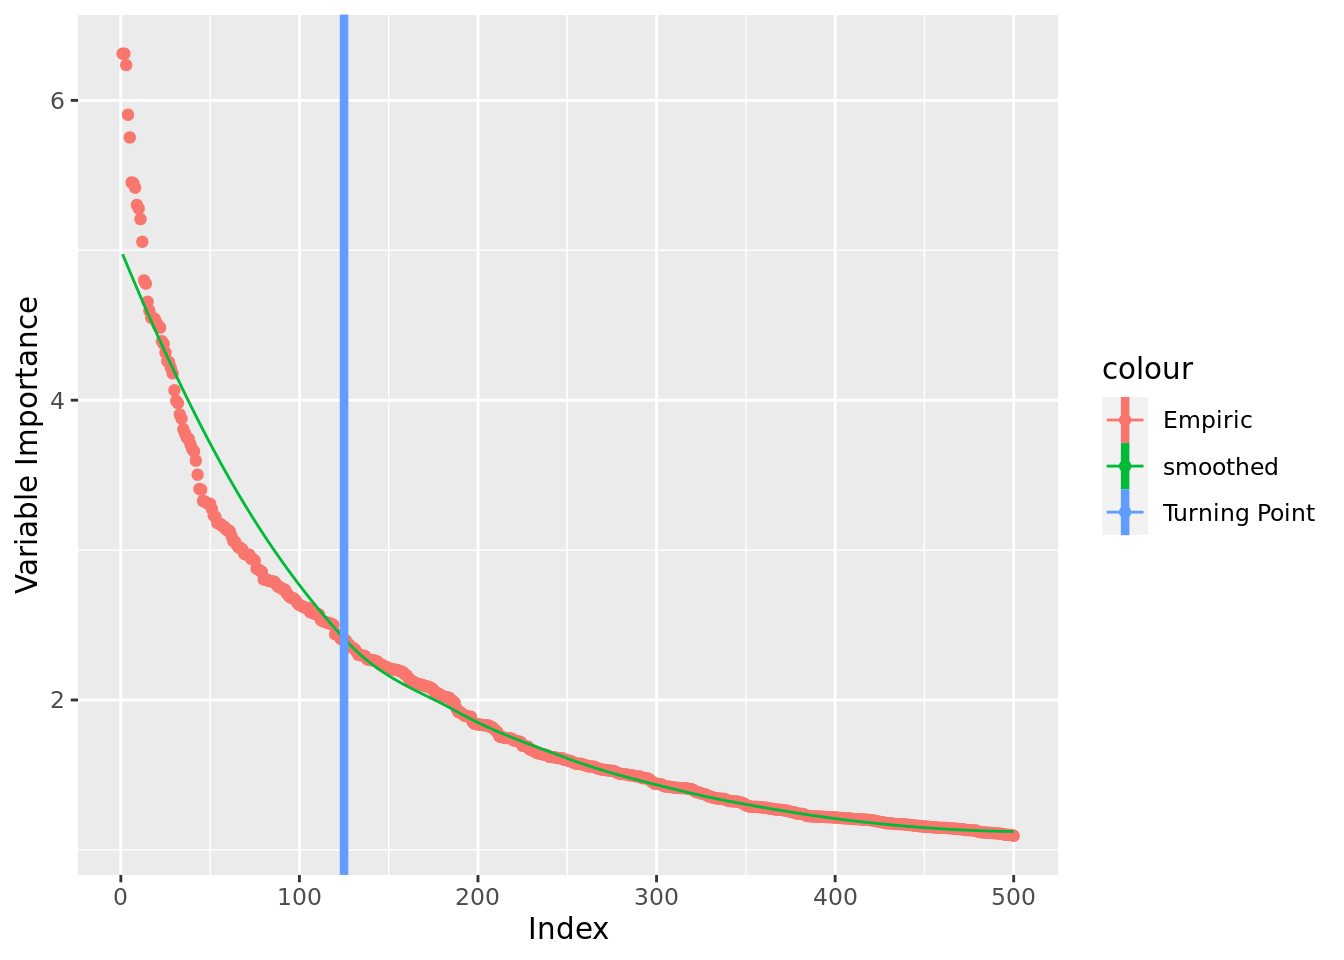 6
4
2
Variable Importance
0 100 200 300 400 500
Index
colour
Empiric
smoothed
Turning Point